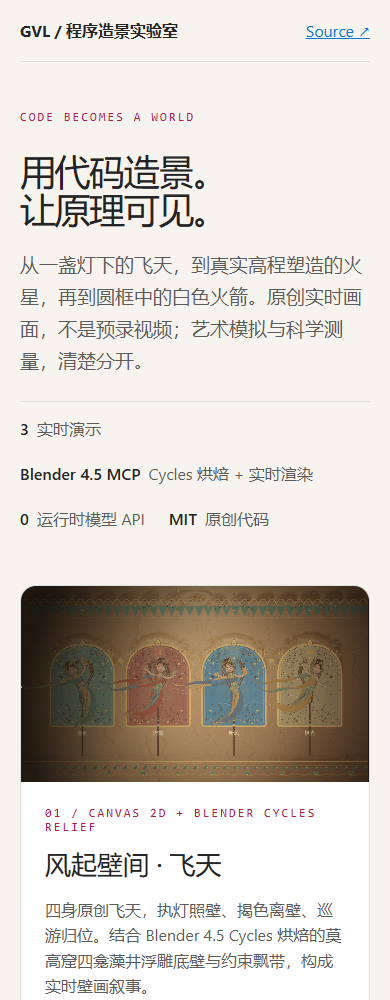 GVL / 程序造景实验室
Source ↗
CODE BECOMES A WORLD
用代码造景。
让原理可见。
从一盏灯下的飞天，到真实高程塑造的火
星，再到圆框中的白色火箭。原创实时画
面，不是预录视频；艺术模拟与科学测
量，清楚分开。
3 实时演示
Blender 4.5 MCP Cycles 烘焙 + 实时渲染
0 运行时模型 API MIT 原创代码
01 / CANVAS 2D + BLENDER CYCLES
RELIEF
风起壁间 · 飞天
四身原创飞天，执灯照壁、揭色离壁、巡
游归位。结合 Blender 4.5 Cycles 烘焙的莫
高窟四龛藻井浮雕底壁与约束飘带，构成
实时壁画叙事。